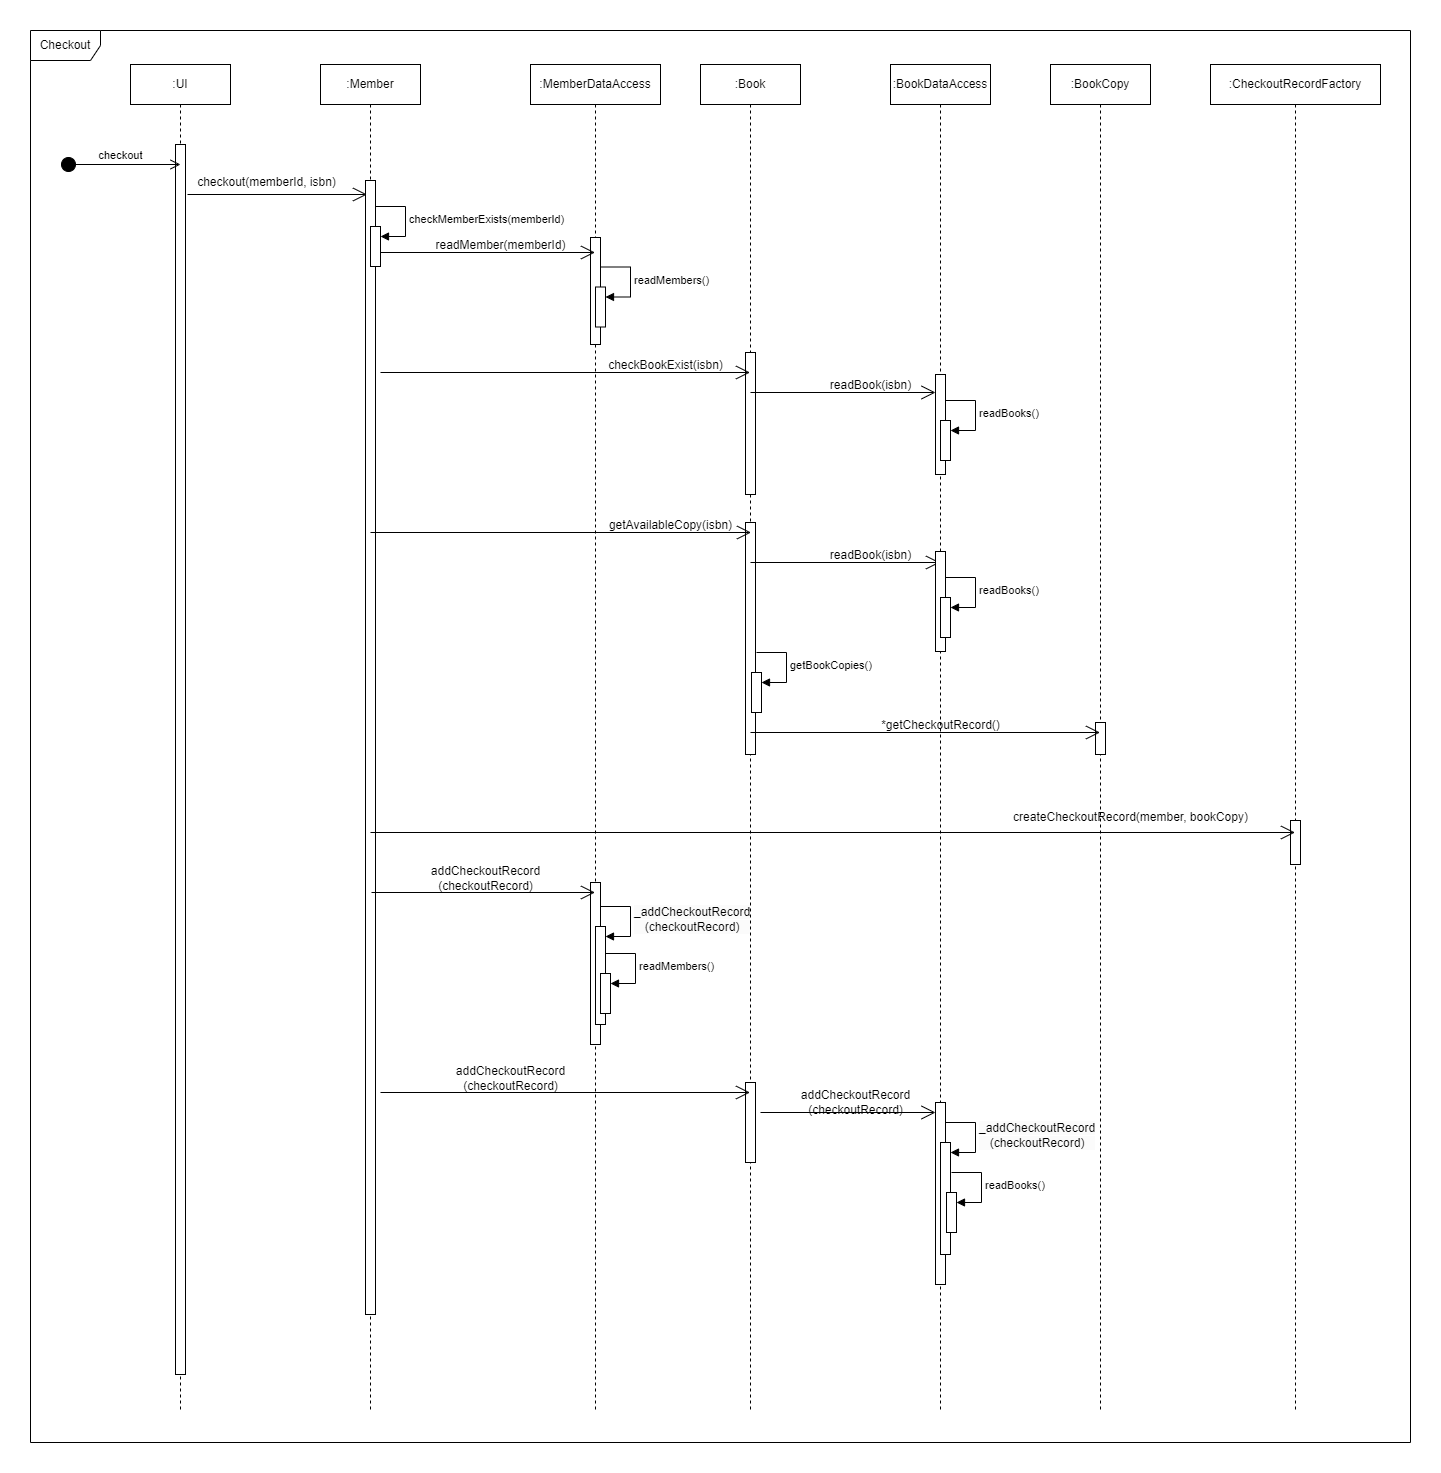 Checkout
:UI
:Member
:MemberDataAccess
:Book
:BookDataAccess
:BookCopy
:CheckoutRecordFactory
checkout
checkout(memberId, isbn)
checkMemberExists(memberId)
readMember(memberId)
readMembers()
checkBookExist(isbn)
readBook(isbn)
readBooks()
getAvailableCopy(isbn)
readBook(isbn)
readBooks()
getBookCopies()
*getCheckoutRecord()
createCheckoutRecord(member, bookCopy)
addCheckoutRecord
(checkoutRecord)
_addCheckoutRecord
(checkoutRecord)
readMembers()
addCheckoutRecord
(checkoutRecord)
addCheckoutRecord
(checkoutRecord)
_addCheckoutRecord
(checkoutRecord)
readBooks()